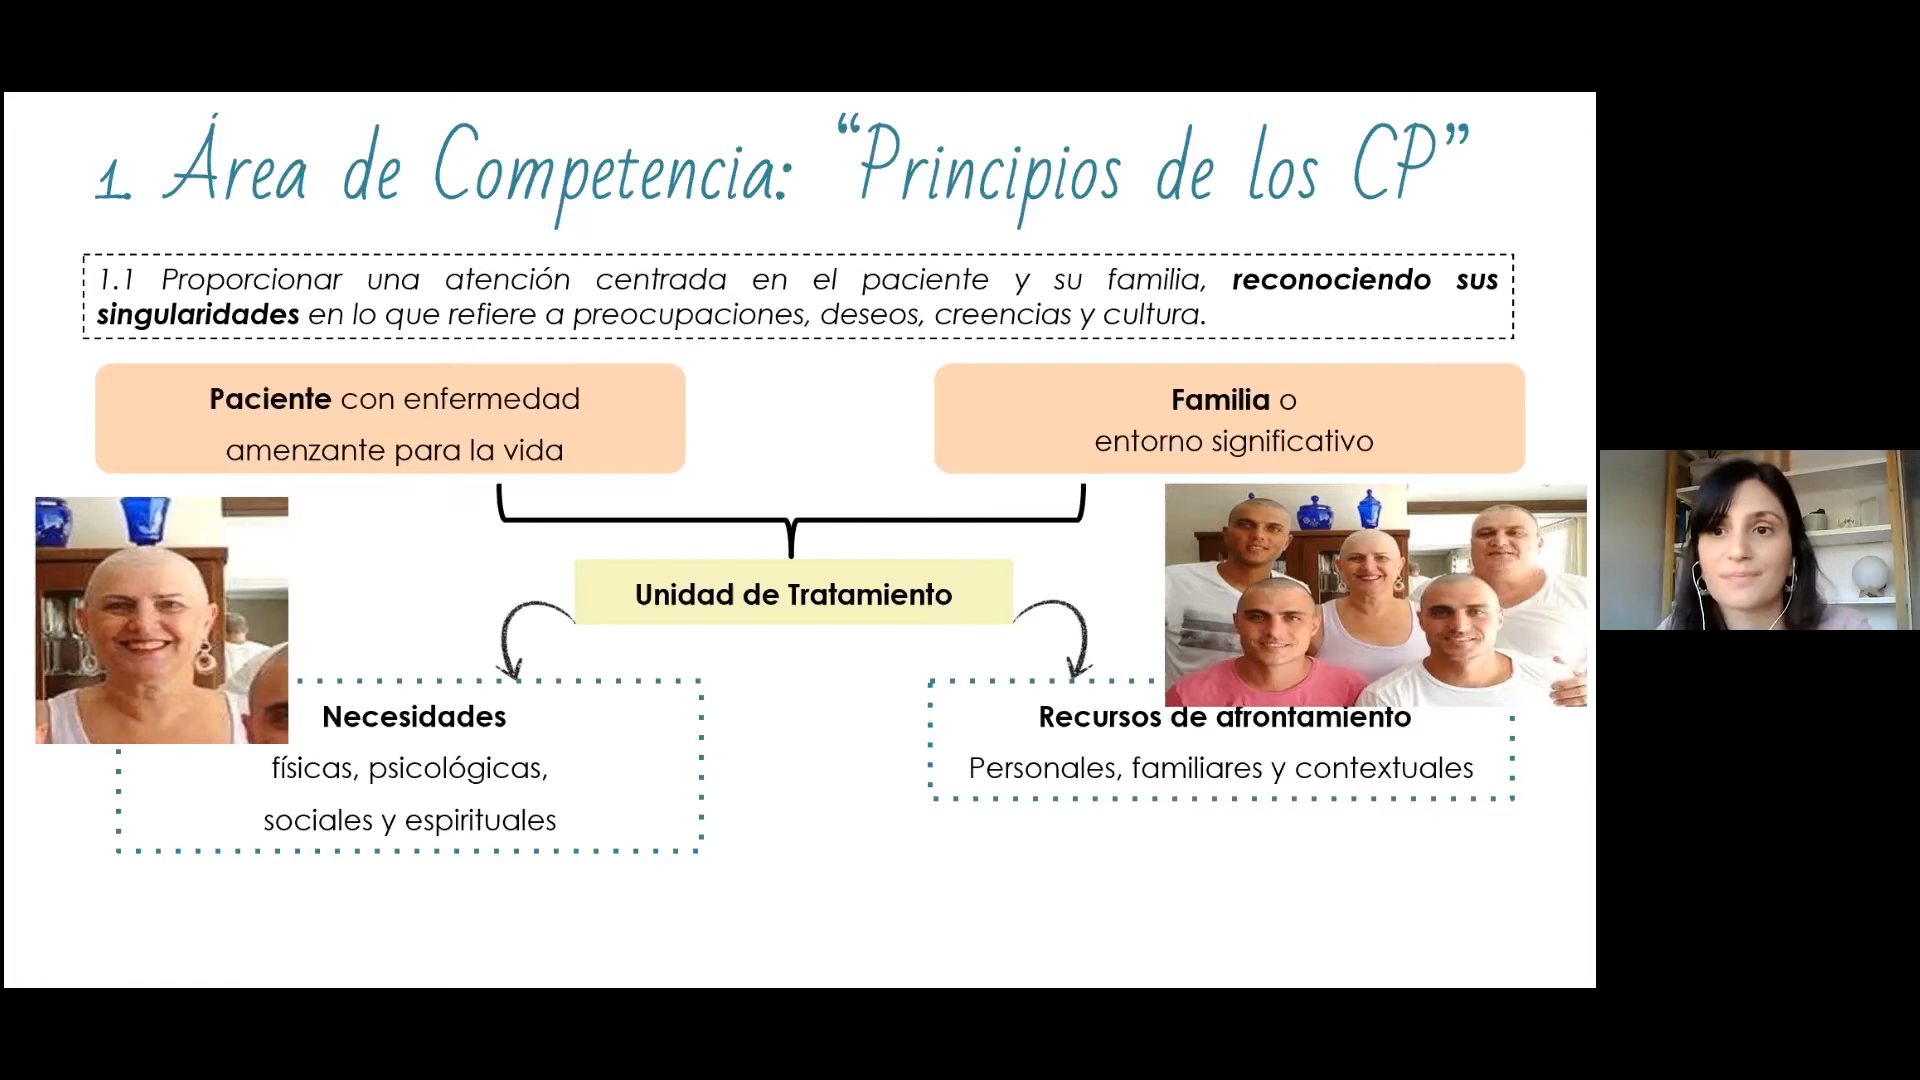 1. Área de Competencia: “Principios de los CP”
1.1 Proporcionar una atención centrada en el paciente y su familia, reconociendo sus
singularidades en lo que refiere a preocupaciones, deseos, creencias y cultura.
Paciente con enfermedad
amenzante para la vida
Familia o
entorno significativo
Unidad de Tratamiento
Necesidades
físicas, psicológicas,
sociales y espirituales
Recursos de afrontamiento
Personales, familiares y contextuales